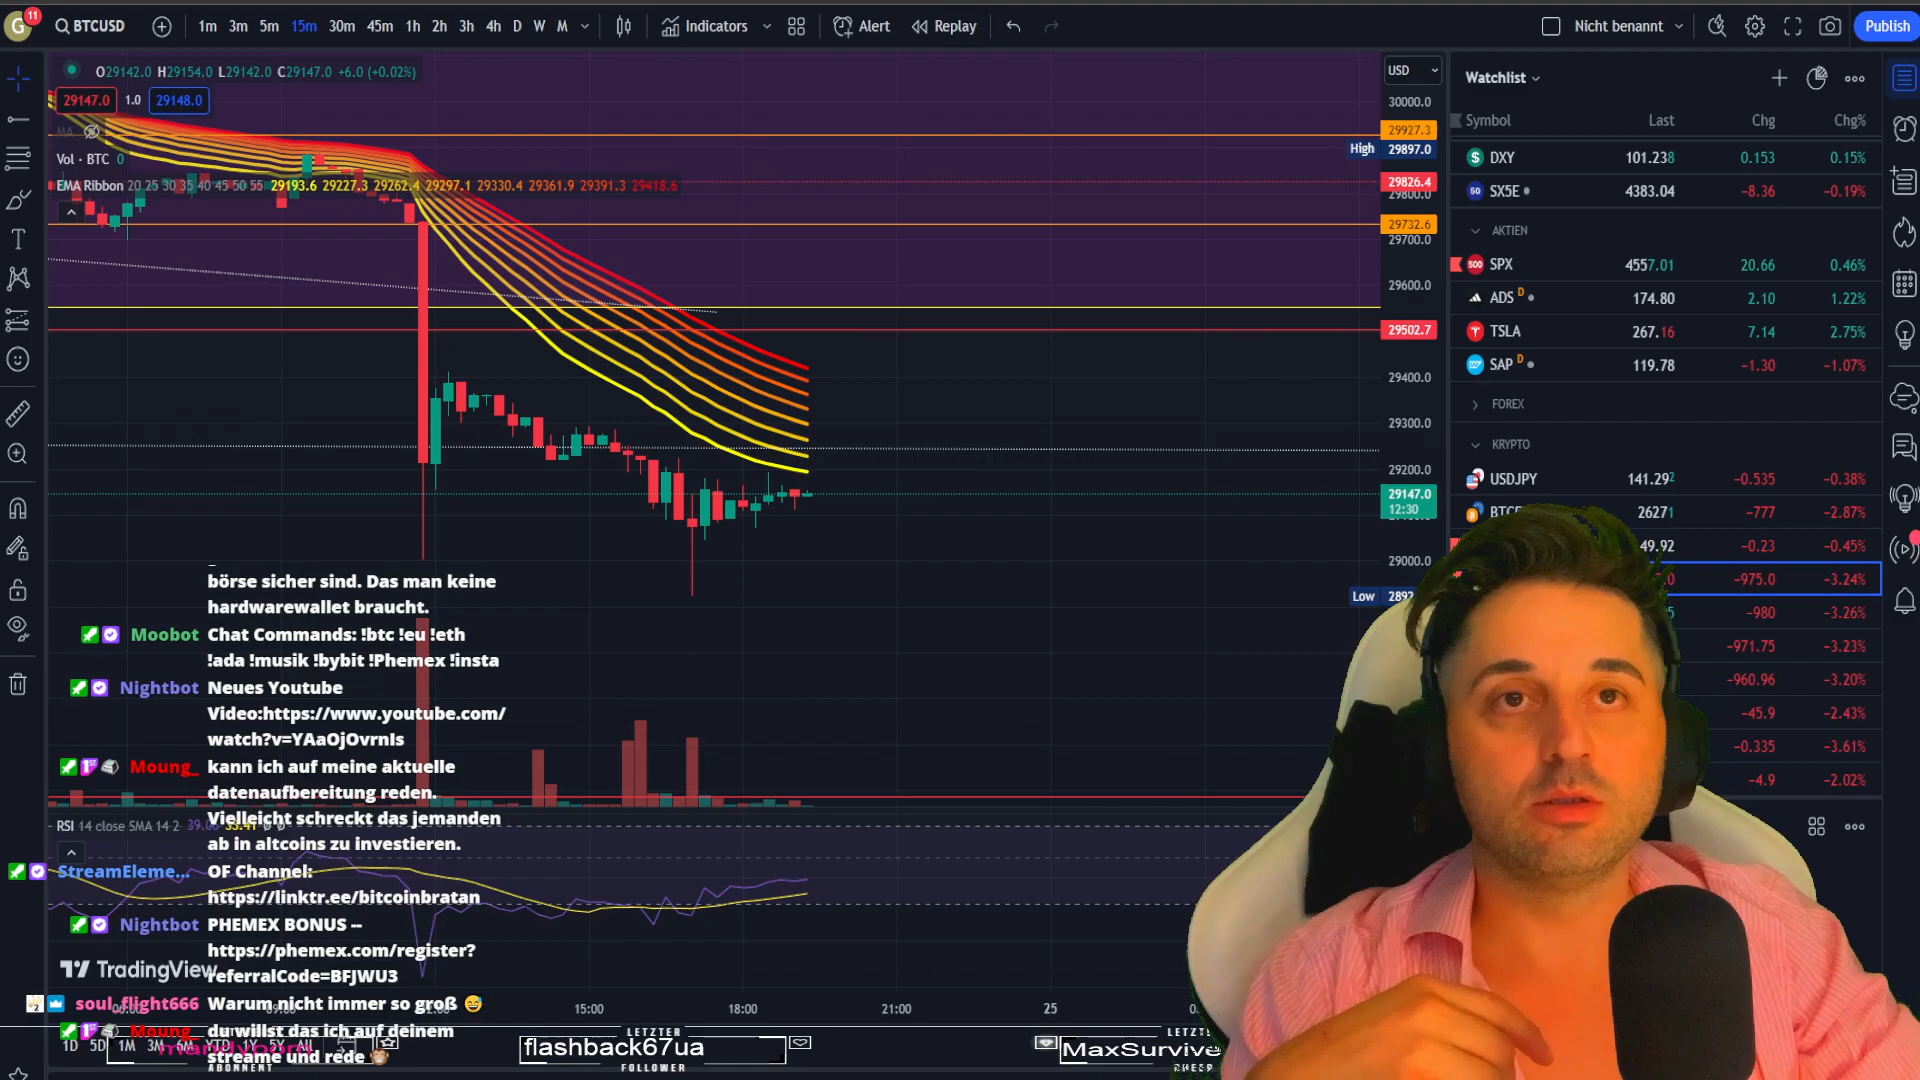 G 11 BTCUSD 1m 3m 5m 15m 30m 45m 1h 2h 3h 4h D W M Indicators Alert Replay Nicht benannt Publish
O29142.0 H29154.0 L29142.0 C29147.0 +6.0 (+0.02%)
29147.0 1.0 29148.0
MA
Vol · BTC 0
EMA Ribbon 20 25 30 35 40 45 50 55 29193.6 29227.3 29262.4 29297.1 29330.4 29361.9 29391.3 29418.6
USD
30000.0
29927.3
High 29897.0
29826.4
29800.0
29732.6
29700.0
29600.0
29502.7
29400.0
29300.0
29200.0
29147.0
12:30
29000.0
Low 289
Watchlist
Symbol Last Chg Chg%
DXY 101.238 0.153 0.15%
SX5E 4383.04 -8.36 -0.19%
AKTIEN
SPX 4557.01 20.66 0.46%
ADS D 174.80 2.10 1.22%
TSLA 267.16 7.14 2.75%
SAP D 119.78 -1.30 -1.07%
FOREX
KRYPTO
USDJPY 141.292 -0.535 -0.38%
26271 -777 -2.87%
49.92 -0.23 -0.45%
-975.0 -3.24%
-980 -3.26%
-971.75 -3.23%
-960.96 -3.20%
-45.9 -2.43%
-0.335 -3.61%
-4.9 -2.02%
börse sicher sind. Das man keine
hardwarewallet braucht.
Moobot Chat Commands: !btc !eu !eth
!ada !musik !bybit !Phemex !insta
Nightbot Neues Youtube
Video:https://www.youtube.com/
watch?v=YAaOjOvrnIs
Moung_ kann ich auf meine aktuelle
datenaufbereitung reden.
Vielleicht schreckt das jemanden
ab in altcoins zu investieren.
RSI 14 close SMA 14 2
StreamEleme... OF Channel:
https://linktr.ee/bitcoinbratan
Nightbot PHEMEX BONUS --
https://phemex.com/register?
referralCode=BFJWU3
TradingView
soul_flight666 Warum nicht immer so groß
15:00 18:00 21:00 25
Moung_ du willst das ich auf deinem
streame und rede
1D 5D 1M 3M 6M YTD 1Y 5Y All
ABONNENT
LETZTER
flashback67ua
FOLLOWER
LETZ
MaxSurvive
CHEER